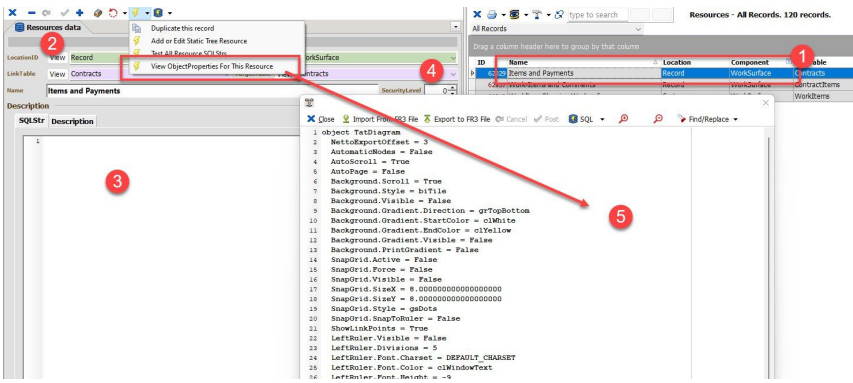 type to search
Resources - All Records. 120 records.
Resources data
Duplicate this record
All Records
Add or Edit Static Tree Resource
2
Test All Resource SQLStrs
Drag a column header here to group by that column
1
LocationID View Record
WorkSurface
View ObjectProperties For This Resource
ID Name Location Component Table
4
LinkTable View Contracts
Contracts
62829 Items and Payments Record WorkSurface Contracts
Comments Record WorkSurface ContractItems
Name Items and Payments SecurityLevel 0
WorkItems
Description
SQLStr Description
Close Import From FR3 File Export to FR3 File Cancel Post SQL Find/Replace
1
1 object TatDiagram
2 NettoExportOffset = 3
3 AutomaticNodes = False
4 AutoScroll = True
5 AutoPage = False
3
6 Background.Scroll = True
7 Background.Style = biTile
8 Background.Visible = False
5
9 Background.Gradient.Direction = grTopBottom
10 Background.Gradient.StartColor = clWhite
11 Background.Gradient.EndColor = clYellow
12 Background.Gradient.Visible = False
13 Background.PrintGradient = False
14 SnapGrid.Active = False
15 SnapGrid.Force = False
16 SnapGrid.Visible = False
17 SnapGrid.SizeX = 8.000000000000000000
18 SnapGrid.SizeY = 8.000000000000000000
19 SnapGrid.Style = gsDots
20 SnapGrid.SnapToRuler = False
21 ShowLinkPoints = True
22 LeftRuler.Visible = False
23 LeftRuler.Divisions = 5
24 LeftRuler.Font.Charset = DEFAULT_CHARSET
25 LeftRuler.Font.Color = clWindowText
26 LeftRuler.Font.Height = -9